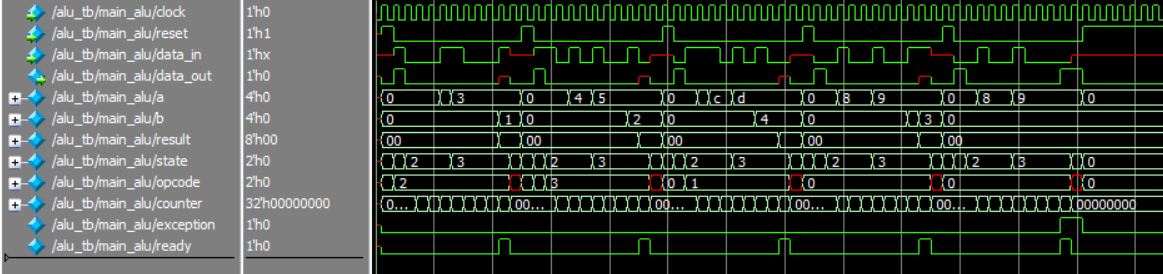 /alu_tb/main_alu/clock 1'h0
/alu_tb/main_alu/reset 1'h1
/alu_tb/main_alu/data_in 1'hx
/alu_tb/main_alu/data_out 1'h0
/alu_tb/main_alu/a 4'h0 0 3 0 4 5 0 c d 0 8 9 0 8 9 0
/alu_tb/main_alu/b 4'h0 0 1 0 2 0 4 0 3 0
/alu_tb/main_alu/result 8'h00 00 00 00 00 00
/alu_tb/main_alu/state 2'h0 2 3 2 3 2 3 2 3 2 3 0
/alu_tb/main_alu/opcode 2'h0 2 3 0 1 0 0 0
/alu_tb/main_alu/counter 32'h00000000 0... 00... 00... 00... 00... 00000000
/alu_tb/main_alu/exception 1'h0
/alu_tb/main_alu/ready 1'h0